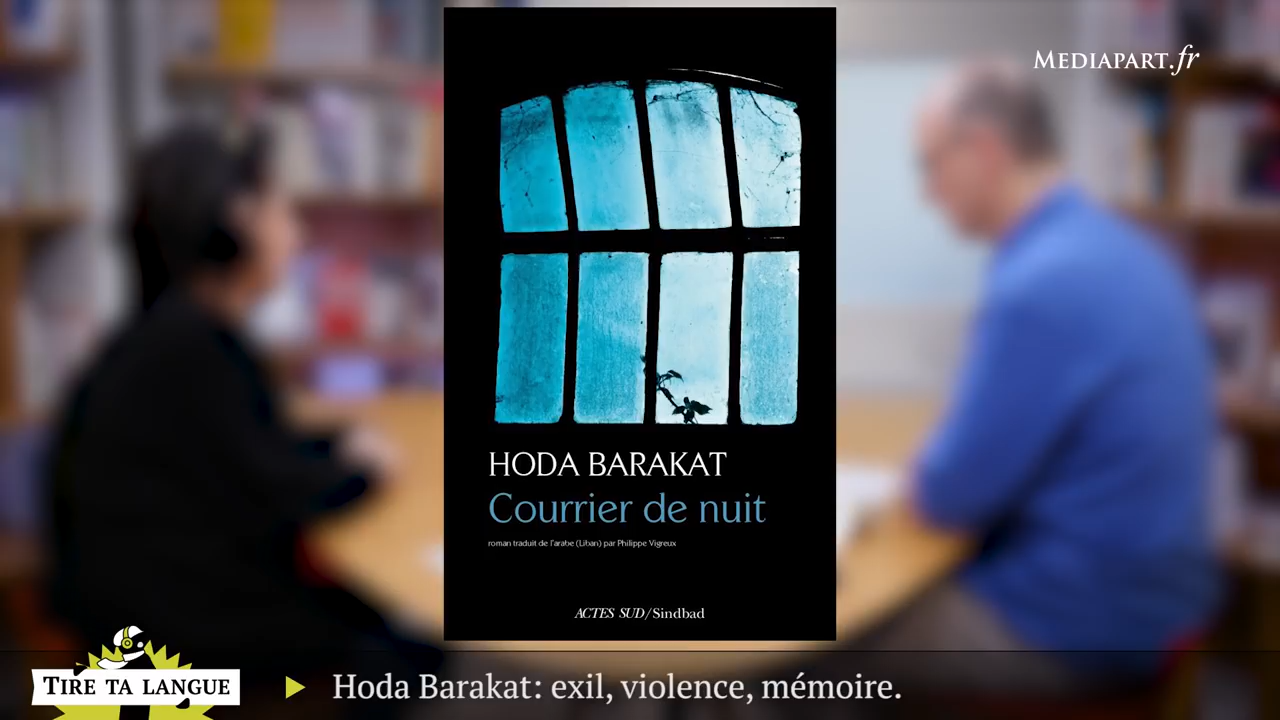 MEDIAPART.fr
HODA BARAKAT
Courrier de nuit
roman traduit de l'arabe (Liban) par Philippe Vigreux
ACTES SUD/Sindbad
TIRE TA LANGUE
Hoda Barakat: exil, violence, mémoire.